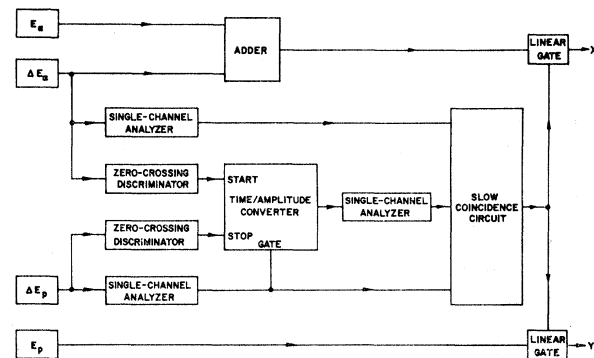 Eα
ADDER
LINEAR
GATE
X
ΔEα
SINGLE-CHANNEL
ANALYZER
ZERO-CROSSING
DISCRIMINATOR
START
TIME/AMPLITUDE
CONVERTER
SINGLE-CHANNEL
ANALYZER
SLOW
COINCIDENCE
CIRCUIT
ZERO-CROSSING
DISCRIMINATOR
STOP
GATE
ΔEp
SINGLE-CHANNEL
ANALYZER
Ep
LINEAR
GATE
Y